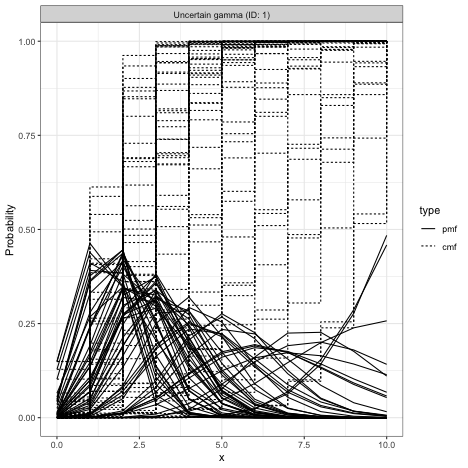 Uncertain gamma (ID: 1)
1.00
0.75
0.50
0.25
0.00
Probability
0.0 2.5 5.0 7.5 10.0
x
type
pmf
cmf